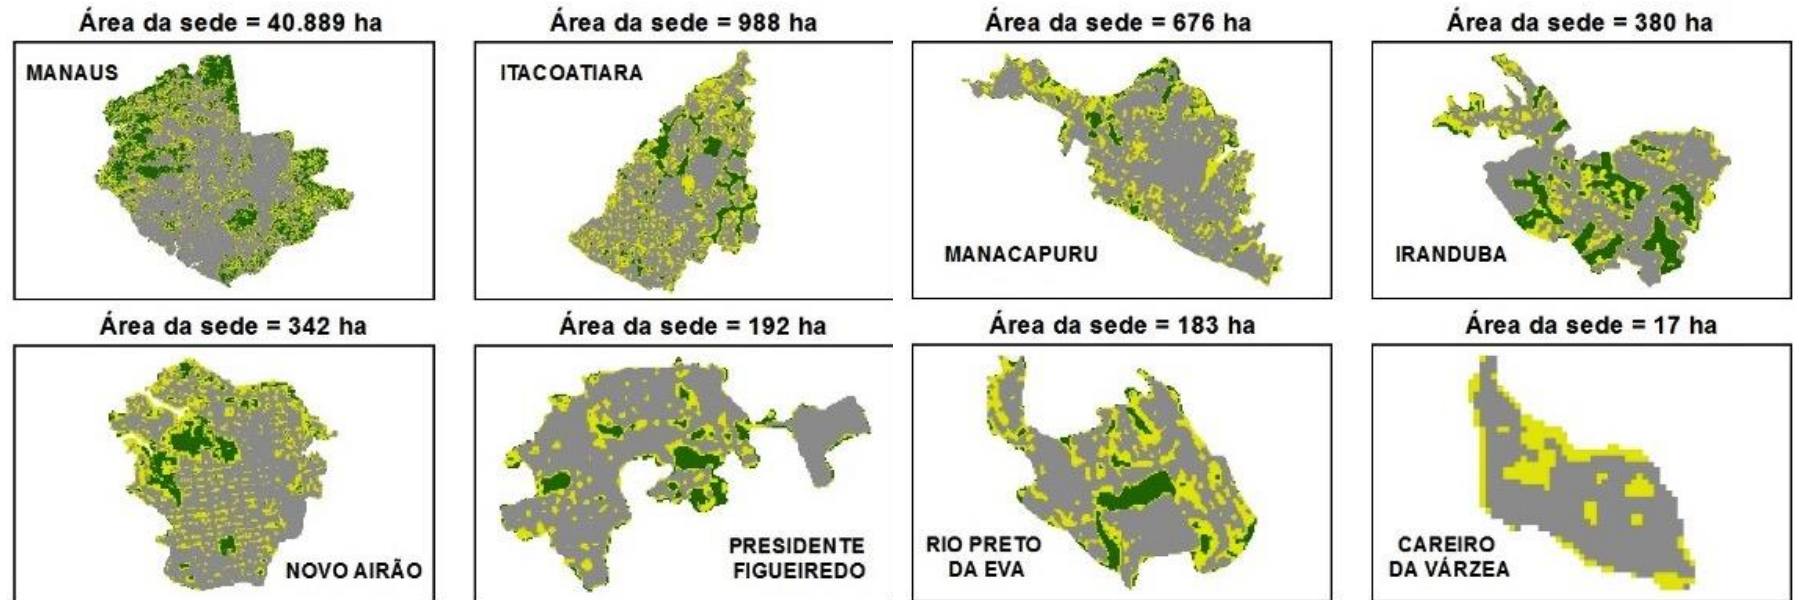 Área da sede = 40.889 ha
MANAUS
Área da sede = 988 ha
ITACOATIARA
Área da sede = 676 ha
MANACAPURU
Área da sede = 380 ha
IRANDUBA
Área da sede = 342 ha
NOVO AIRÃO
Área da sede = 192 ha
PRESIDENTE
FIGUEIREDO
Área da sede = 183 ha
RIO PRETO
DA EVA
Área da sede = 17 ha
CAREIRO
DA VÁRZEA